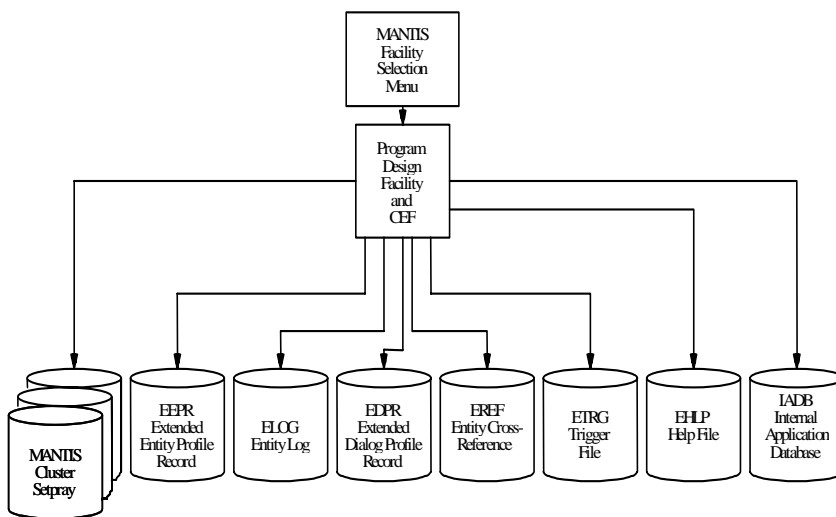 MANTIS
Facility
Selection
Menu
Program
Design
Facility
and
CEF
MANTIS
Cluster
Setpray
EEPR
Extended
Entity Profile
Record
ELOG
Entity Log
EDPR
Extended
Dialog Profile
Record
EREF
Entity Cross-
Reference
ETRG
Trigger
File
EHLP
Help File
IADB
Internal
Application
Database